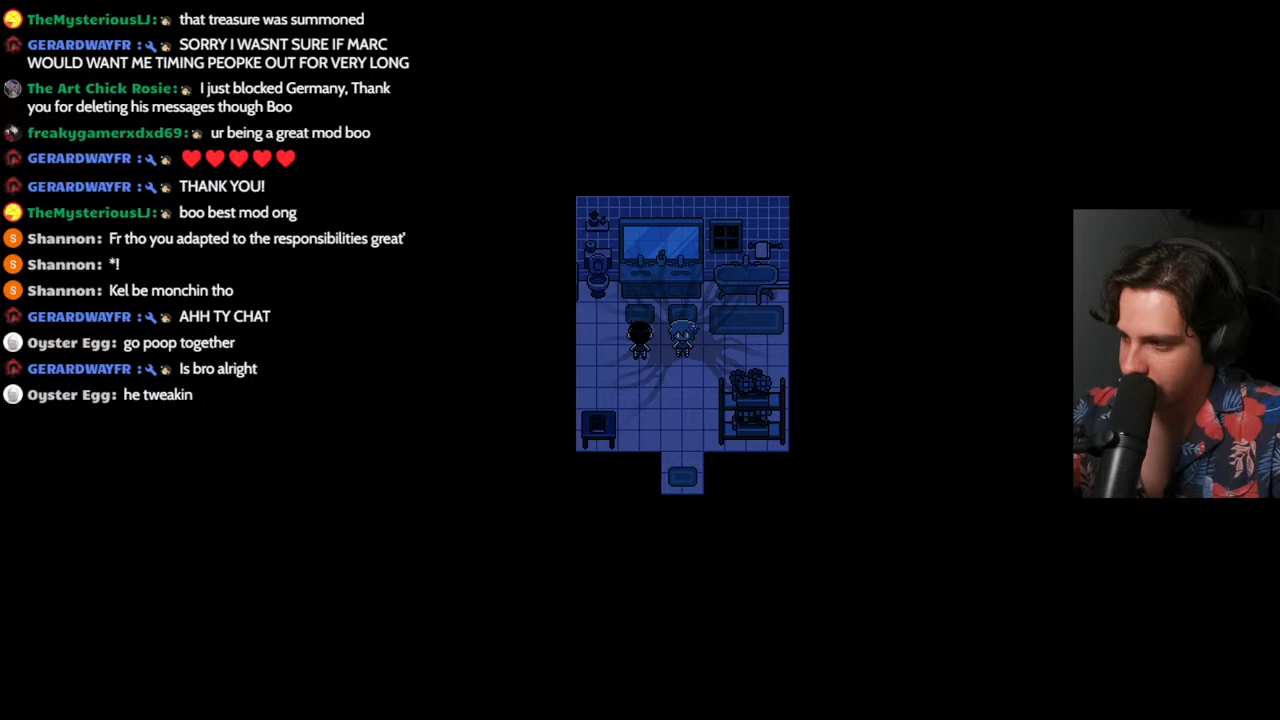 TheMysteriousLJ: that treasure was summoned
GERARDWAYFR : SORRY I WASNT SURE IF MARC
WOULD WANT ME TIMING PEOPKE OUT FOR VERY LONG
The Art Chick Rosie: I just blocked Germany, Thank
you for deleting his messages though Boo
freakygamerxdxd69: ur being a great mod boo
GERARDWAYFR : ❤❤❤❤❤
GERARDWAYFR : THANK YOU!
TheMysteriousLJ: boo best mod ong
S Shannon: Fr tho you adapted to the responsibilities great'
S Shannon: *!
S Shannon: Kel be monchin tho
GERARDWAYFR : AHH TY CHAT
Oyster Egg: go poop together
GERARDWAYFR : Is bro alright
Oyster Egg: he tweakin